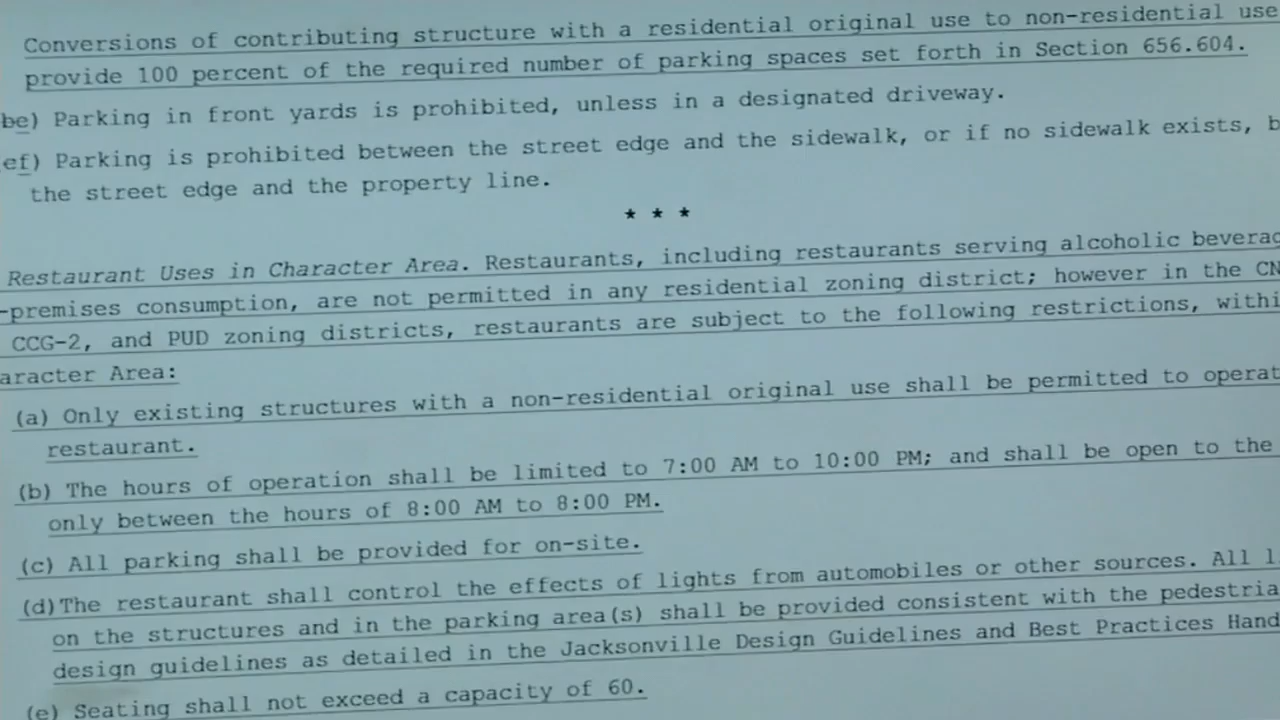 Conversions of contributing structure with a residential original use to non-residential use
provide 100 percent of the required number of parking spaces set forth in Section 656.604.
be) Parking in front yards is prohibited, unless in a designated driveway.
ef) Parking is prohibited between the street edge and the sidewalk, or if no sidewalk exists, b
the street edge and the property line.
* * *
Restaurant Uses in Character Area. Restaurants, including restaurants serving alcoholic beverag
-premises consumption, are not permitted in any residential zoning district; however in the CN
CCG-2, and PUD zoning districts, restaurants are subject to the following restrictions, withi
aracter Area:
(a) Only existing structures with a non-residential original use shall be permitted to operat
restaurant.
(b) The hours of operation shall be limited to 7:00 AM to 10:00 PM; and shall be open to the
only between the hours of 8:00 AM to 8:00 PM.
(c) All parking shall be provided for on-site.
(d) The restaurant shall control the effects of lights from automobiles or other sources. All l
on the structures and in the parking area(s) shall be provided consistent with the pedestria
design guidelines as detailed in the Jacksonville Design Guidelines and Best Practices Hand
(e) Seating shall not exceed a capacity of 60.